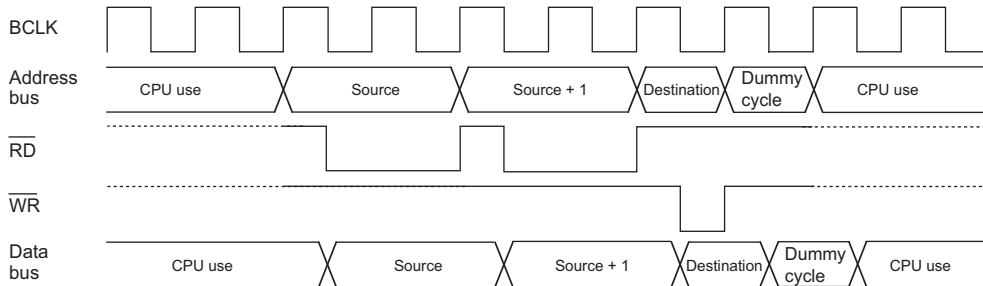 BCLK
Address
bus
CPU use
Source
Source + 1
Destination
Dummy
cycle
CPU use
RD
WR
Data
bus
CPU use
Source
Source + 1
Destination
Dummy
cycle
CPU use